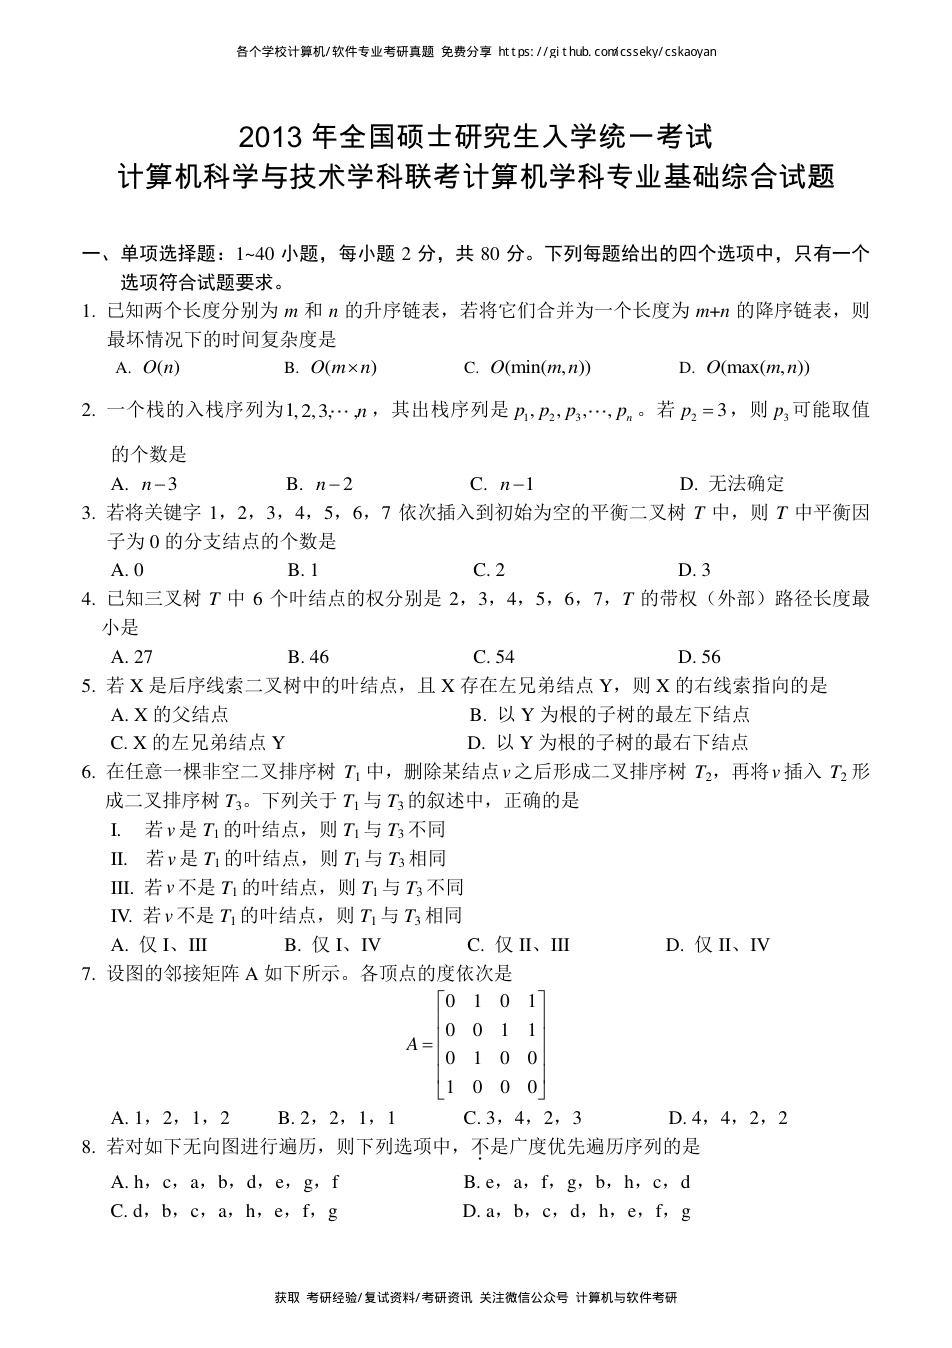 各个学校计算机/软件专业考研真题 免费分享 https://github.com/csseky/cskaoyan
2013 年全国硕士研究生入学统一考试
计算机科学与技术学科联考计算机学科专业基础综合试题
一、单项选择题：1~40 小题，每小题 2 分，共 80 分。下列每题给出的四个选项中，只有一个
选项符合试题要求。
1. 已知两个长度分别为 m 和 n 的升序链表，若将它们合并为一个长度为 m+n 的降序链表，则
最坏情况下的时间复杂度是
A. O(n) B. O(m×n) C. O(min(m,n)) D. O(max(m,n))
2. 一个栈的入栈序列为1,2,3,⋯,n，其出栈序列是 p₁, p₂, p₃,⋯, pₙ。若 p₂ = 3，则 p₃可能取值
的个数是
A. n−3 B. n−2 C. n−1 D. 无法确定
3. 若将关键字 1，2，3，4，5，6，7 依次插入到初始为空的平衡二叉树 T 中，则 T 中平衡因
子为 0 的分支结点的个数是
A. 0 B. 1 C. 2 D. 3
4. 已知三叉树 T 中 6 个叶结点的权分别是 2，3，4，5，6，7，T 的带权（外部）路径长度最
小是
A. 27 B. 46 C. 54 D. 56
5. 若 X 是后序线索二叉树中的叶结点，且 X 存在左兄弟结点 Y，则 X 的右线索指向的是
A. X 的父结点 B. 以 Y 为根的子树的最左下结点
C. X 的左兄弟结点 Y D. 以 Y 为根的子树的最右下结点
6. 在任意一棵非空二叉排序树 T₁ 中，删除某结点 v 之后形成二叉排序树 T₂，再将 v 插入 T₂ 形
成二叉排序树 T₃。下列关于 T₁ 与 T₃ 的叙述中，正确的是
I. 若 v 是 T₁ 的叶结点，则 T₁ 与 T₃ 不同
II. 若 v 是 T₁ 的叶结点，则 T₁ 与 T₃ 相同
III. 若 v 不是 T₁ 的叶结点，则 T₁ 与 T₃ 不同
IV. 若 v 不是 T₁ 的叶结点，则 T₁ 与 T₃ 相同
A. 仅 I、III B. 仅 I、IV C. 仅 II、III D. 仅 II、IV
7. 设图的邻接矩阵 A 如下所示。各顶点的度依次是
0 1 0 1
0 0 1 1
A =
0 1 0 0
1 0 0 0
A. 1，2，1，2 B. 2，2，1，1 C. 3，4，2，3 D. 4，4，2，2
8. 若对如下无向图进行遍历，则下列选项中，不是广度优先遍历序列的是
A. h，c，a，b，d，e，g，f B. e，a，f，g，b，h，c，d
C. d，b，c，a，h，e，f，g D. a，b，c，d，h，e，f，g
获取 考研经验/复试资料/考研资讯 关注微信公众号 计算机与软件考研